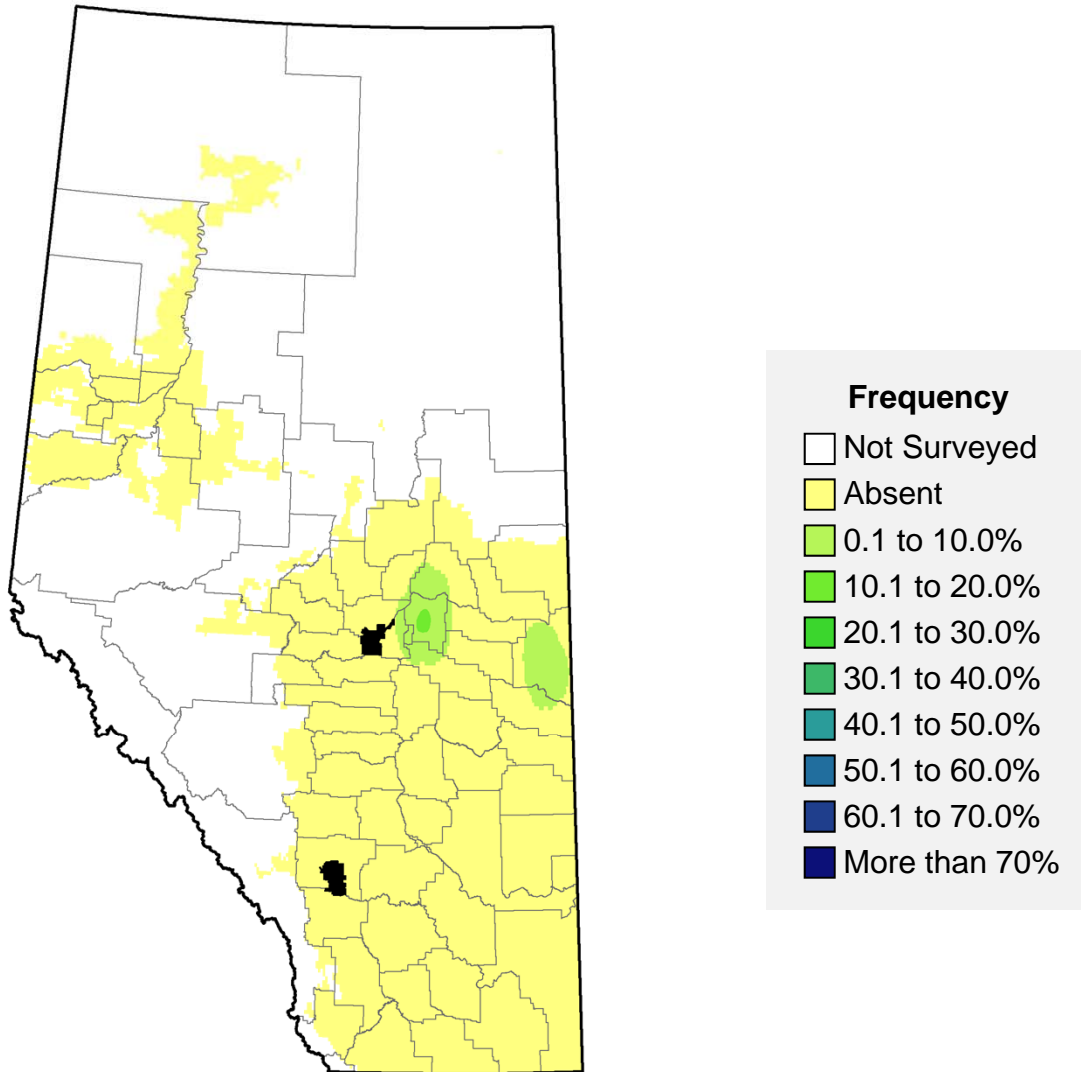 Frequency
Not Surveyed
Absent
0.1 to 10.0%
10.1 to 20.0%
20.1 to 30.0%
30.1 to 40.0%
40.1 to 50.0%
50.1 to 60.0%
60.1 to 70.0%
More than 70%